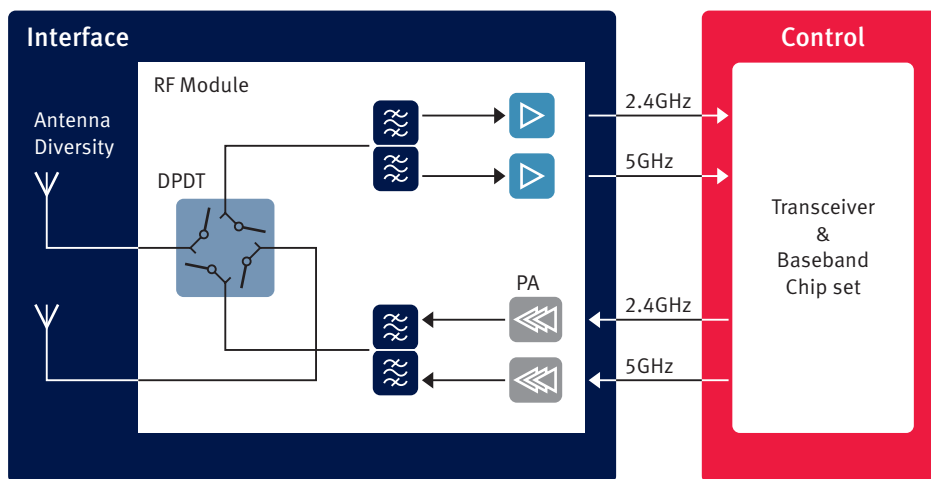 Interface
Control
RF Module
Antenna
Diversity
DPDT
2.4GHz
5GHz
Transceiver
&
Baseband
Chip set
PA
2.4GHz
5GHz